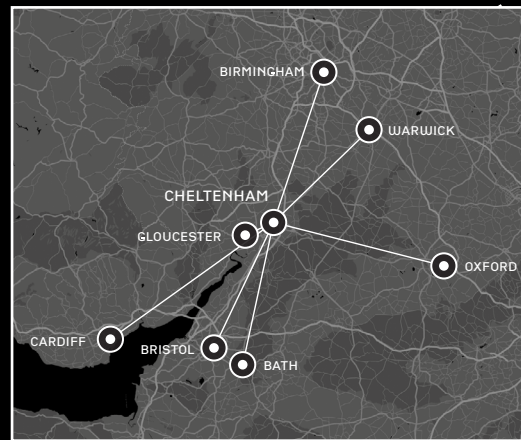 BIRMINGHAM
WARWICK
CHELTENHAM
GLOUCESTER
OXFORD
CARDIFF
BRISTOL
BATH